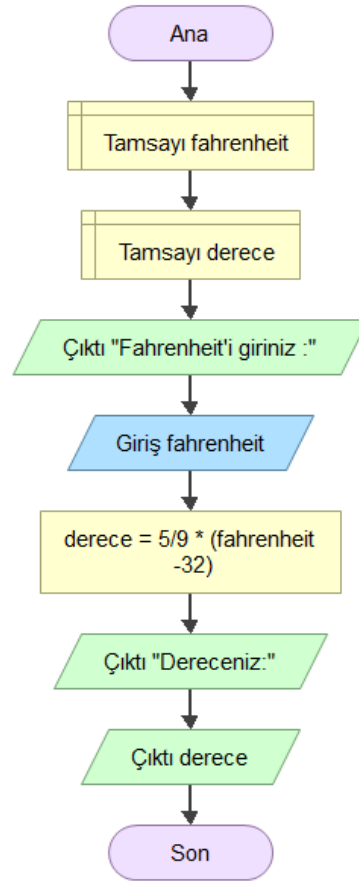 Ana
Tamsayı fahrenheit
Tamsayı derece
Çıktı "Fahrenheit'i giriniz :"
Giriş fahrenheit
derece = 5/9 * (fahrenheit
-32)
Çıktı "Dereceniz:"
Çıktı derece
Son